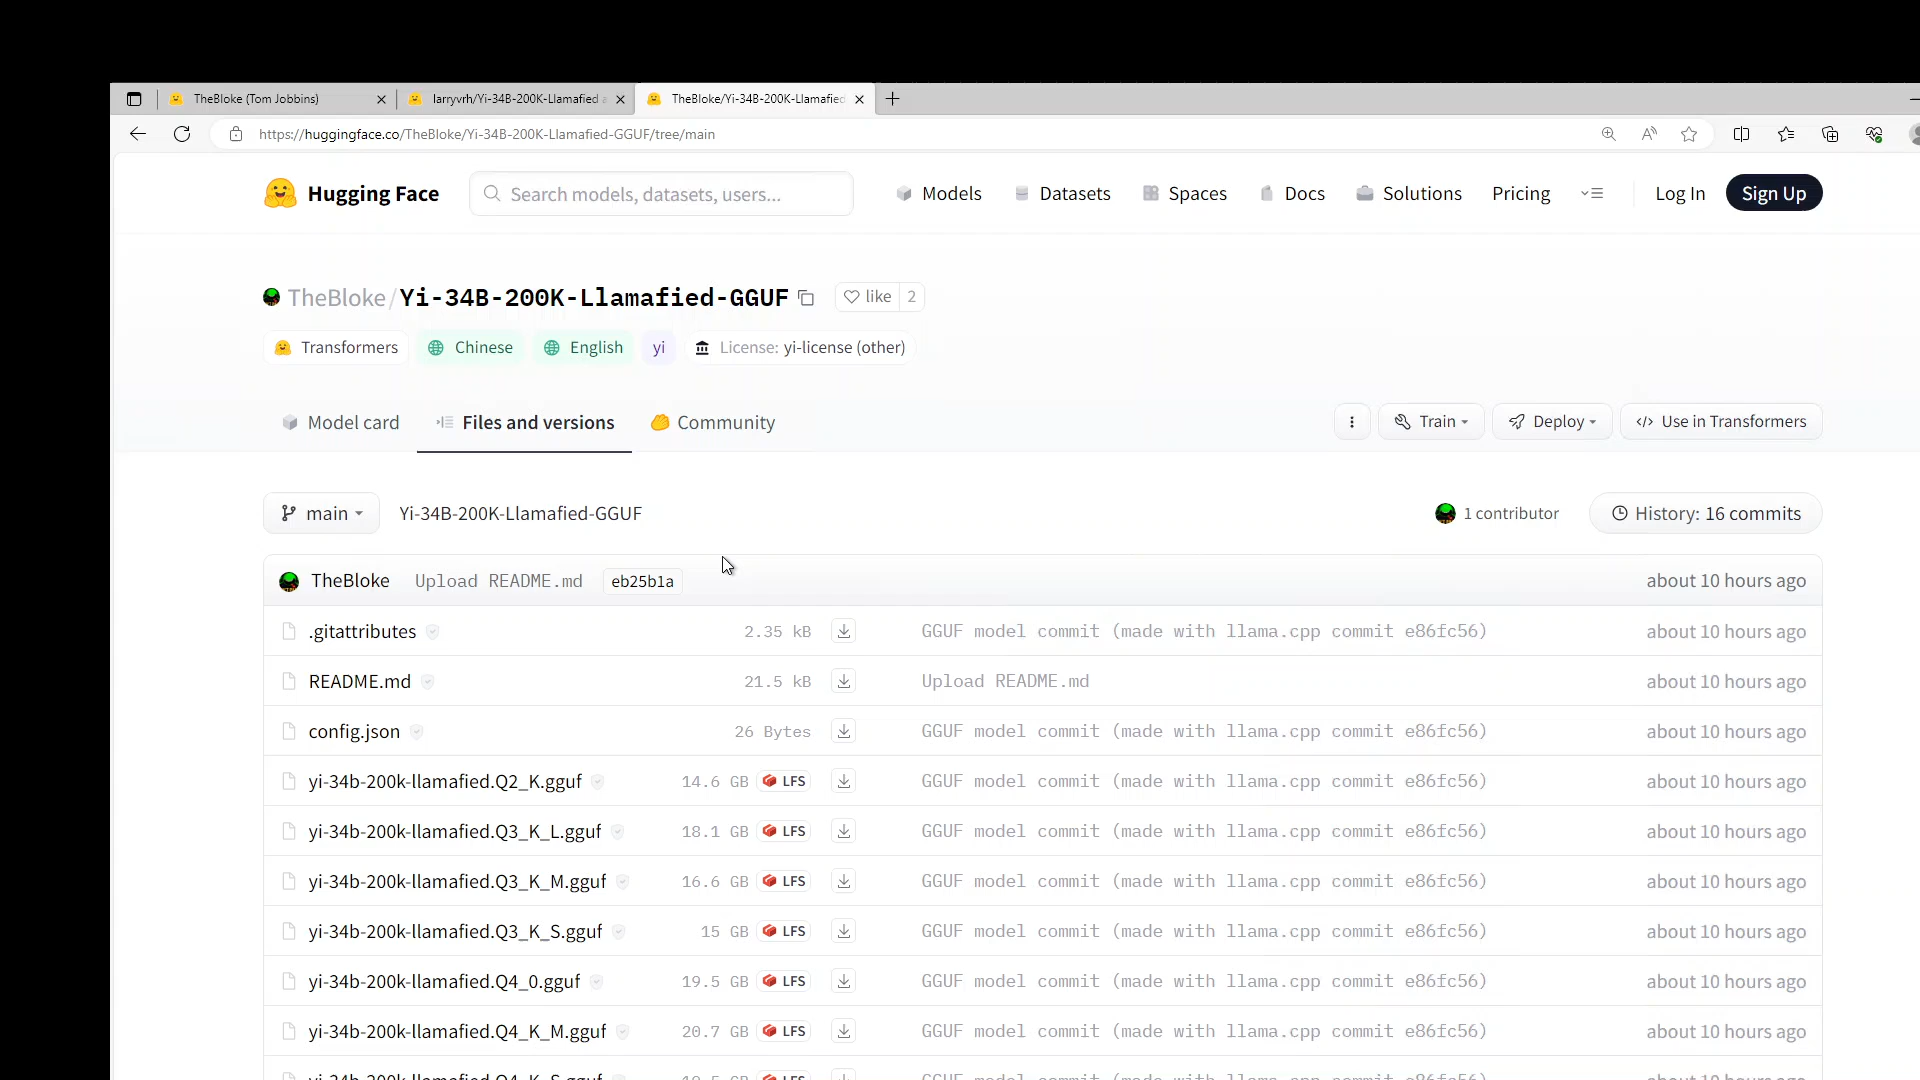 TheBloke (Tom Jobbins)
larryvrh/Yi-34B-200K-Llamafied
TheBloke/Yi-34B-200K-Llamafied
https://huggingface.co/TheBloke/Yi-34B-200K-Llamafied-GGUF/tree/main
Hugging Face
Search models, datasets, users...
Models
Datasets
Spaces
Docs
Solutions
Pricing
Log In
Sign Up
TheBloke/Yi-34B-200K-Llamafied-GGUF
like 2
Transformers
Chinese
English
yi
License: yi-license (other)
Model card
Files and versions
Community
Train
Deploy
</> Use in Transformers
main
Yi-34B-200K-Llamafied-GGUF
1 contributor
History: 16 commits
TheBloke Upload README.md eb25b1a about 10 hours ago
.gitattributes 2.35 kB GGUF model commit (made with llama.cpp commit e86fc56) about 10 hours ago
README.md 21.5 kB Upload README.md about 10 hours ago
config.json 26 Bytes GGUF model commit (made with llama.cpp commit e86fc56) about 10 hours ago
yi-34b-200k-llamafied.Q2_K.gguf 14.6 GB LFS GGUF model commit (made with llama.cpp commit e86fc56) about 10 hours ago
yi-34b-200k-llamafied.Q3_K_L.gguf 18.1 GB LFS GGUF model commit (made with llama.cpp commit e86fc56) about 10 hours ago
yi-34b-200k-llamafied.Q3_K_M.gguf 16.6 GB LFS GGUF model commit (made with llama.cpp commit e86fc56) about 10 hours ago
yi-34b-200k-llamafied.Q3_K_S.gguf 15 GB LFS GGUF model commit (made with llama.cpp commit e86fc56) about 10 hours ago
yi-34b-200k-llamafied.Q4_0.gguf 19.5 GB LFS GGUF model commit (made with llama.cpp commit e86fc56) about 10 hours ago
yi-34b-200k-llamafied.Q4_K_M.gguf 20.7 GB LFS GGUF model commit (made with llama.cpp commit e86fc56) about 10 hours ago